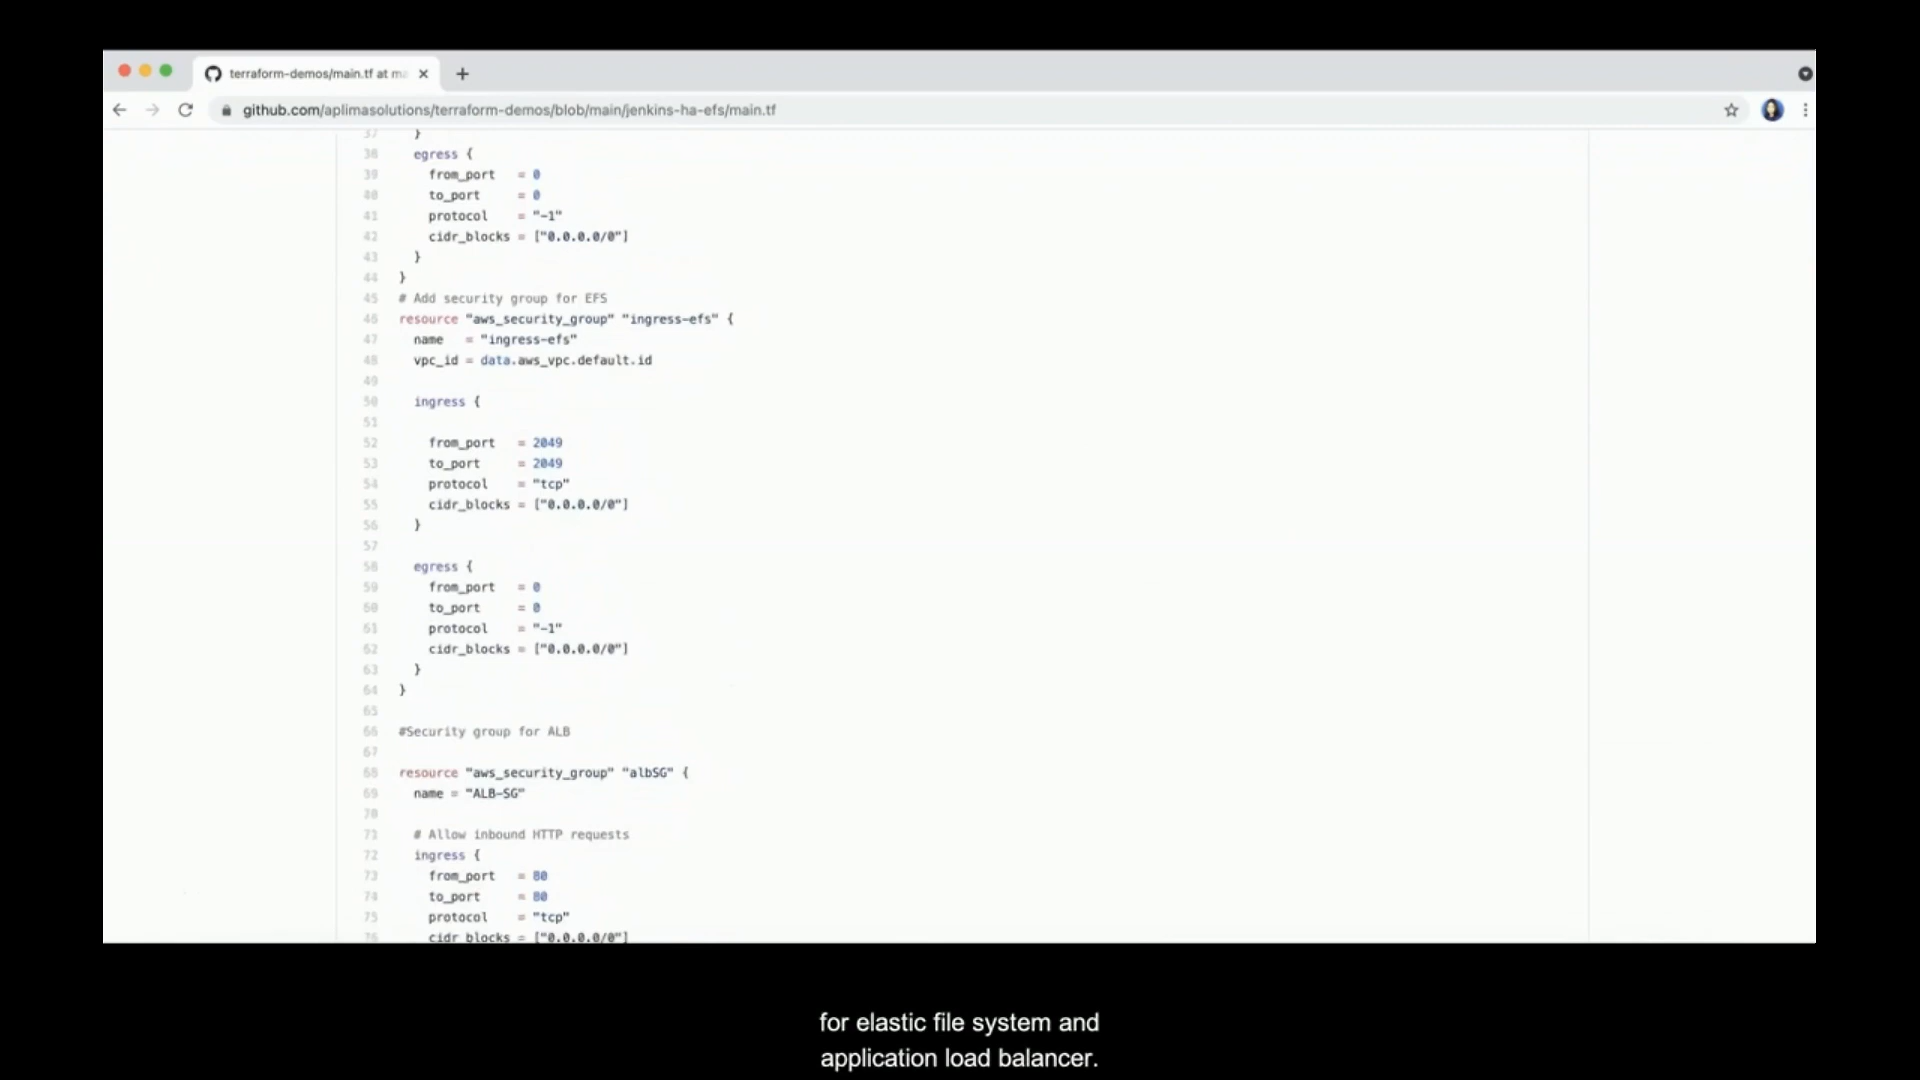 terraform-demos/main.tf at ma
github.com/aplimasolutions/terraform-demos/blob/main/jenkins-ha-efs/main.tf
37 }
38 egress {
39 from_port = 0
40 to_port = 0
41 protocol = "-1"
42 cidr_blocks = ["0.0.0.0/0"]
43 }
44 }
45 # Add security group for EFS
46 resource "aws_security_group" "ingress-efs" {
47 name = "ingress-efs"
48 vpc_id = data.aws_vpc.default.id
49
50 ingress {
51
52 from_port = 2049
53 to_port = 2049
54 protocol = "tcp"
55 cidr_blocks = ["0.0.0.0/0"]
56 }
57
58 egress {
59 from_port = 0
60 to_port = 0
61 protocol = "-1"
62 cidr_blocks = ["0.0.0.0/0"]
63 }
64 }
65
66 #Security group for ALB
67
68 resource "aws_security_group" "albSG" {
69 name = "ALB-SG"
70
71 # Allow inbound HTTP requests
72 ingress {
73 from_port = 80
74 to_port = 80
75 protocol = "tcp"
76 cidr_blocks = ["0.0.0.0/0"]
for elastic file system and
application load balancer.